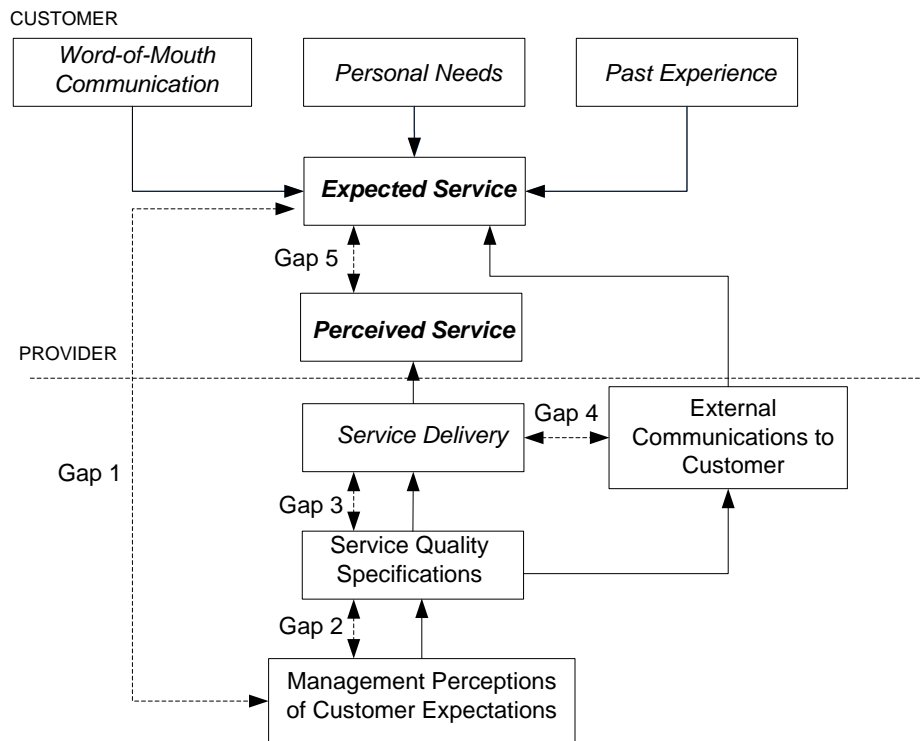 CUSTOMER
Word-of-Mouth
Communication
Personal Needs
Past Experience
Expected Service
Gap 5
Perceived Service
PROVIDER
Service Delivery
Gap 4
External
Communications to
Customer
Gap 1
Gap 3
Service Quality
Specifications
Gap 2
Management Perceptions
of Customer Expectations